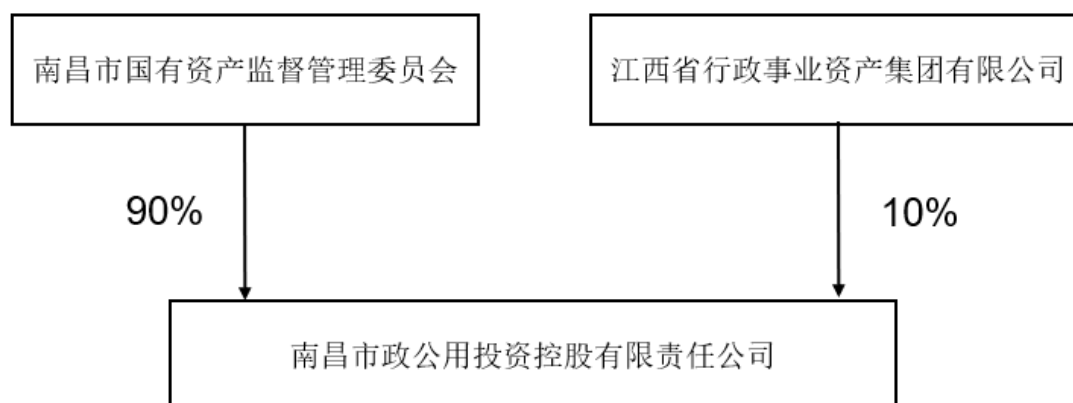 南昌市国有资产监督管理委员会
江西省行政事业资产集团有限公司
90%
10%
南昌市政公用投资控股有限责任公司